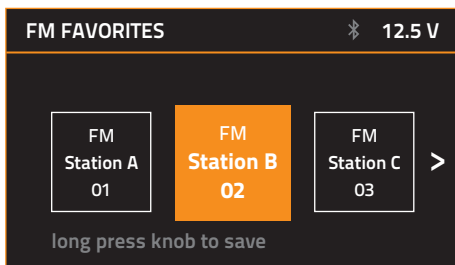 FM FAVORITES 12.5 V
FM
Station A
01
FM
Station B
02
FM
Station C
03
>
long press knob to save